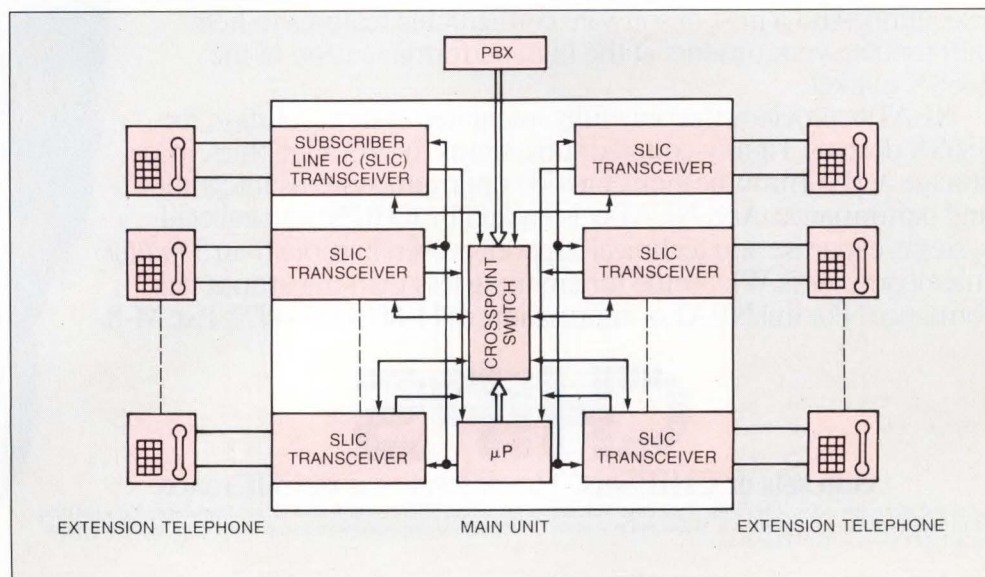 PBX
SUBSCRIBER
LINE IC (SLIC)
TRANSCEIVER
SLIC
TRANSCEIVER
SLIC
TRANSCEIVER
CROSSPOINT
SWITCH
SLIC
TRANSCEIVER
SLIC
TRANSCEIVER
μP
SLIC
TRANSCEIVER
EXTENSION TELEPHONE
MAIN UNIT
EXTENSION TELEPHONE